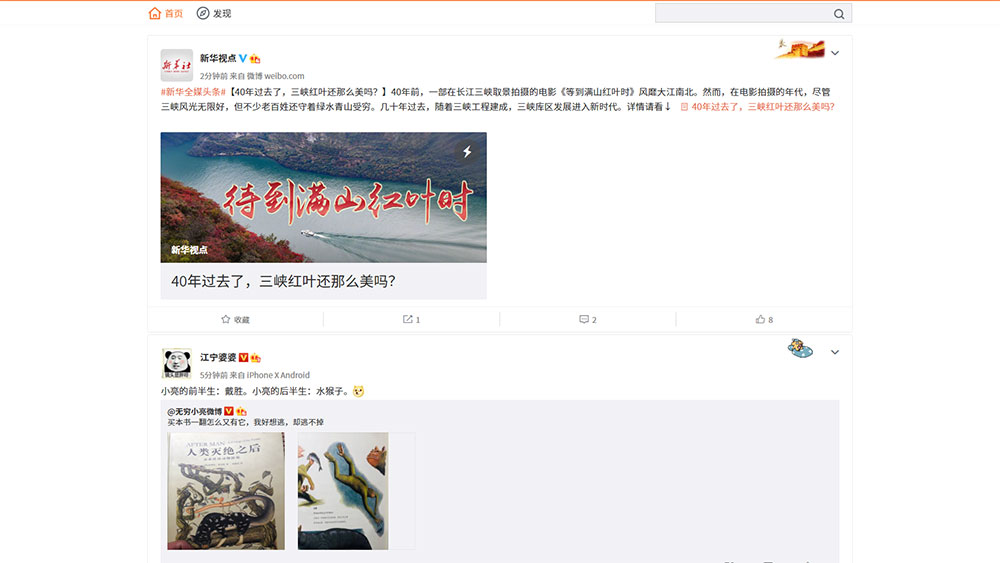 首页 发现
新华视点
2分钟前 来自 微博 weibo.com
#新华全媒头条#【40年过去了，三峡红叶还那么美吗？】40年前，一部在长江三峡取景拍摄的电影《等到满山红叶时》风靡大江南北。然而，在电影拍摄的年代，尽管
三峡风光无限好，但不少老百姓还守着绿水青山受穷。几十年过去，随着三峡工程建成，三峡库区发展进入新时代。详情请看↓ 40年过去了，三峡红叶还那么美吗？
待到满山红叶时
新华视点
40年过去了，三峡红叶还那么美吗？
收藏 1 2 8
江宁婆婆
5分钟前 来自 iPhone X Android
小亮的前半生：戴胜。小亮的后半生：水猴子。
@无穷小亮微博
买本书一翻怎么又有它，我好想逃，却逃不掉
AFTER MAN
人类灭绝之后